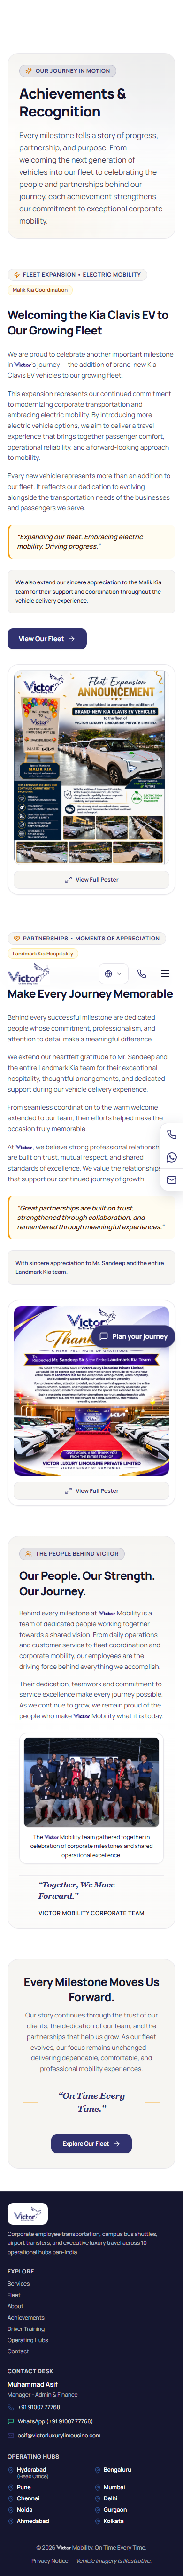 OUR JOURNEY IN MOTION
Achievements &
Recognition
Every milestone tells a story of progress,
partnership, and purpose. From
welcoming the next generation of
vehicles into our fleet to celebrating the
people and partnerships behind our
journey, each achievement strengthens
our commitment to exceptional corporate
mobility.
FLEET EXPANSION • ELECTRIC MOBILITY
Malik Kia Coordination
Welcoming the Kia Clavis EV to
Our Growing Fleet
We are proud to celebrate another important milestone
in Victor's journey — the addition of brand-new Kia
Clavis EV vehicles to our growing fleet.
This expansion represents our continued commitment
to modernizing corporate transportation and
embracing electric mobility. By introducing more
electric vehicle options, we aim to deliver a travel
experience that brings together passenger comfort,
operational reliability, and a forward-looking approach
to mobility.
Every new vehicle represents more than an addition to
our fleet. It reflects our dedication to evolving
alongside the transportation needs of the businesses
and passengers we serve.
"Expanding our fleet. Embracing electric
mobility. Driving progress."
We also extend our sincere appreciation to the Malik Kia
team for their support and coordination throughout the
vehicle delivery experience.
View Our Fleet
Victor
Fleet Expansion
ANNOUNCEMENT
View Full Poster
PARTNERSHIPS • MOMENTS OF APPRECIATION
Landmark Kia Hospitality
Victor
Make Every Journey Memorable
Behind every successful milestone are dedicated
people whose commitment, professionalism, and
attention to detail make a meaningful difference.
We extend our heartfelt gratitude to Mr. Sandeep and
the entire Landmark Kia team for their exceptional
hospitality, thoughtful arrangements, and dedicated
support during our vehicle delivery experience.
From seamless coordination to the warm welcome
extended to our team, their efforts helped make the
occasion truly memorable.
At Victor, we believe strong professional relationships
are built on trust, mutual respect, and shared
standards of excellence. We value the relationships
that support our continued journey of growth.
"Great partnerships are built on trust,
strengthened through collaboration, and
remembered through meaningful experiences."
With sincere appreciation to Mr. Sandeep and the entire
Landmark Kia team.
Victor
Plan your journey
Respected Mr. Sandeep Sir & the Entire Landmark Kia Team
VICTOR LUXURY LIMOUSINE PRIVATE LIMITED
View Full Poster
THE PEOPLE BEHIND VICTOR
Our People. Our Strength.
Our Journey.
Behind every milestone at Victor Mobility is a
team of dedicated people working together
towards a shared vision. From daily operations
and customer service to fleet coordination and
corporate mobility, our employees are the
driving force behind everything we accomplish.
Their dedication, teamwork and commitment to
service excellence make every journey possible.
As we continue to grow, we remain proud of the
people who make Victor Mobility what it is today.
The Victor Mobility team gathered together in
celebration of corporate milestones and shared
operational excellence.
"Together, We Move
Forward."
VICTOR MOBILITY CORPORATE TEAM
Every Milestone Moves Us
Forward.
Our story continues through the trust of our
clients, the dedication of our teams, and the
partnerships that help us grow. As our fleet
evolves, our focus remains unchanged —
delivering dependable, comfortable, and
professional mobility experiences.
"On Time Every
Time."
Explore Our Fleet
Victor
Corporate employee transportation, campus bus shuttles,
airport transfers, and executive luxury travel across 10
operational hubs pan-India.
EXPLORE
Services
Fleet
About
Achievements
Driver Training
Operating Hubs
Contact
CONTACT DESK
Muhammad Asif
Manager - Admin & Finance
+91 91007 77768
WhatsApp (+91 91007 77768)
asif@victorluxurylimousine.com
OPERATING HUBS
Hyderabad
(Head Office)
Bengaluru
Pune
Mumbai
Chennai
Delhi
Noida
Gurgaon
Ahmedabad
Kolkata
© 2026 Victor Mobility. On Time Every Time.
Privacy Notice
Vehicle imagery is illustrative.